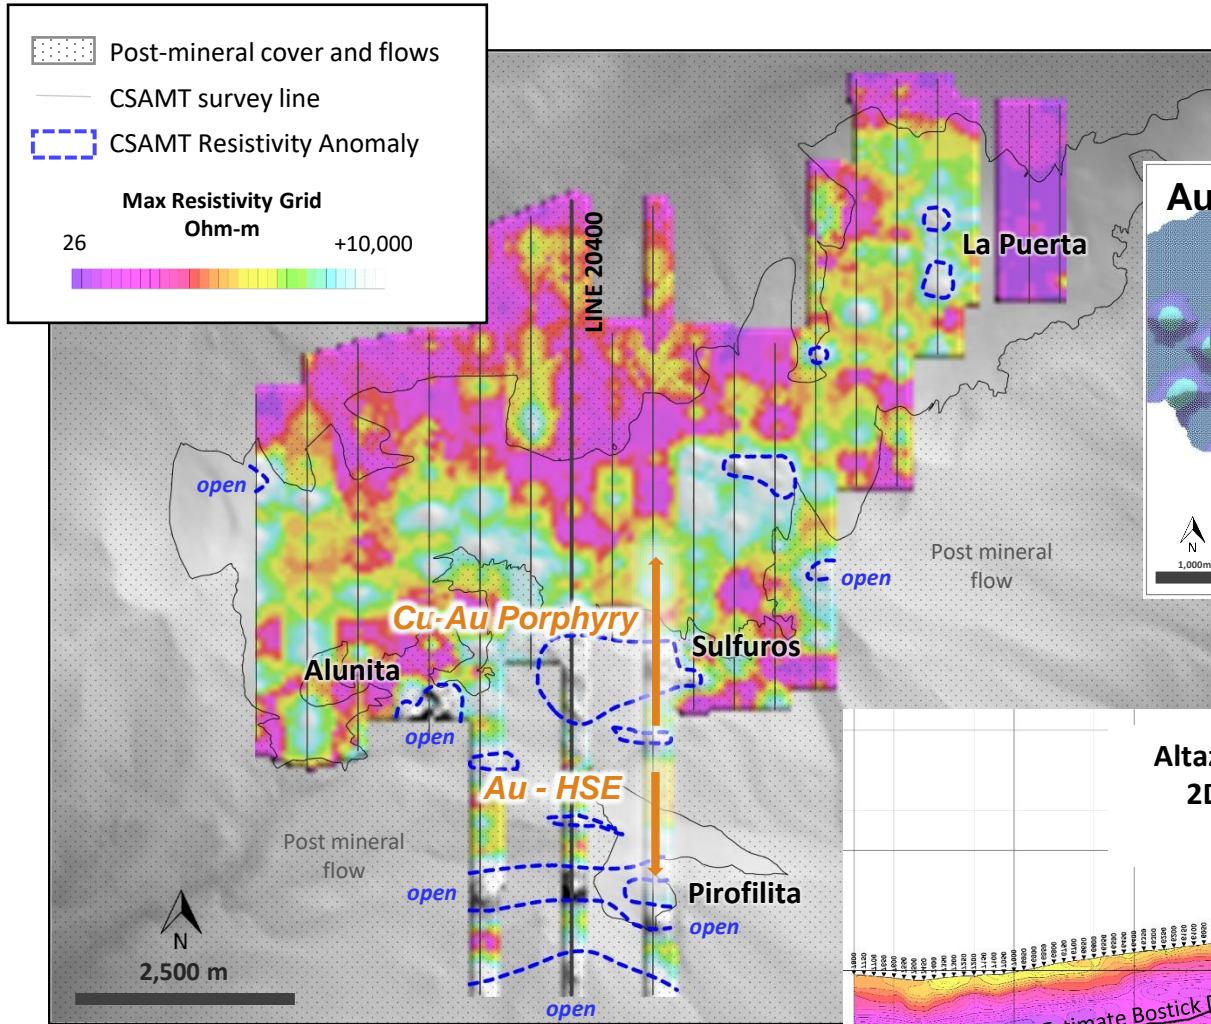 Post-mineral cover and flows
CSAMT survey line
CSAMT Resistivity Anomaly
Max Resistivity Grid
Ohm-m
26
+10,000
LINE 20400
La Puerta
Au
N
1,000m
open
Post mineral
flow
open
Cu-Au Porphyry
Sulfuros
Alunita
open
Au - HSE
Post mineral
flow
open
Pirofilita
open
N
2,500 m
open
Altaz
2D
timate Bostick D